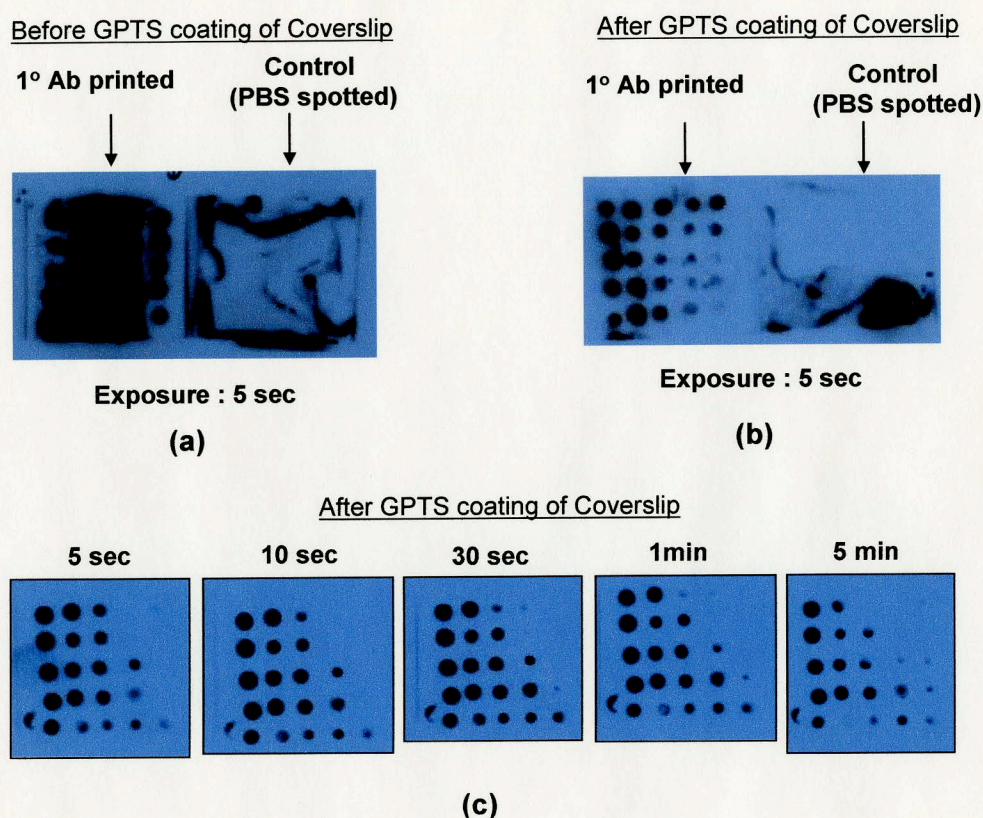 Before GPTS coating of Coverslip
After GPTS coating of Coverslip
1º Ab printed
Control
(PBS spotted)
1º Ab printed
Control
(PBS spotted)
Exposure : 5 sec
(a)
Exposure : 5 sec
(b)
After GPTS coating of Coverslip
5 sec
10 sec
30 sec
1min
5 min
(c)